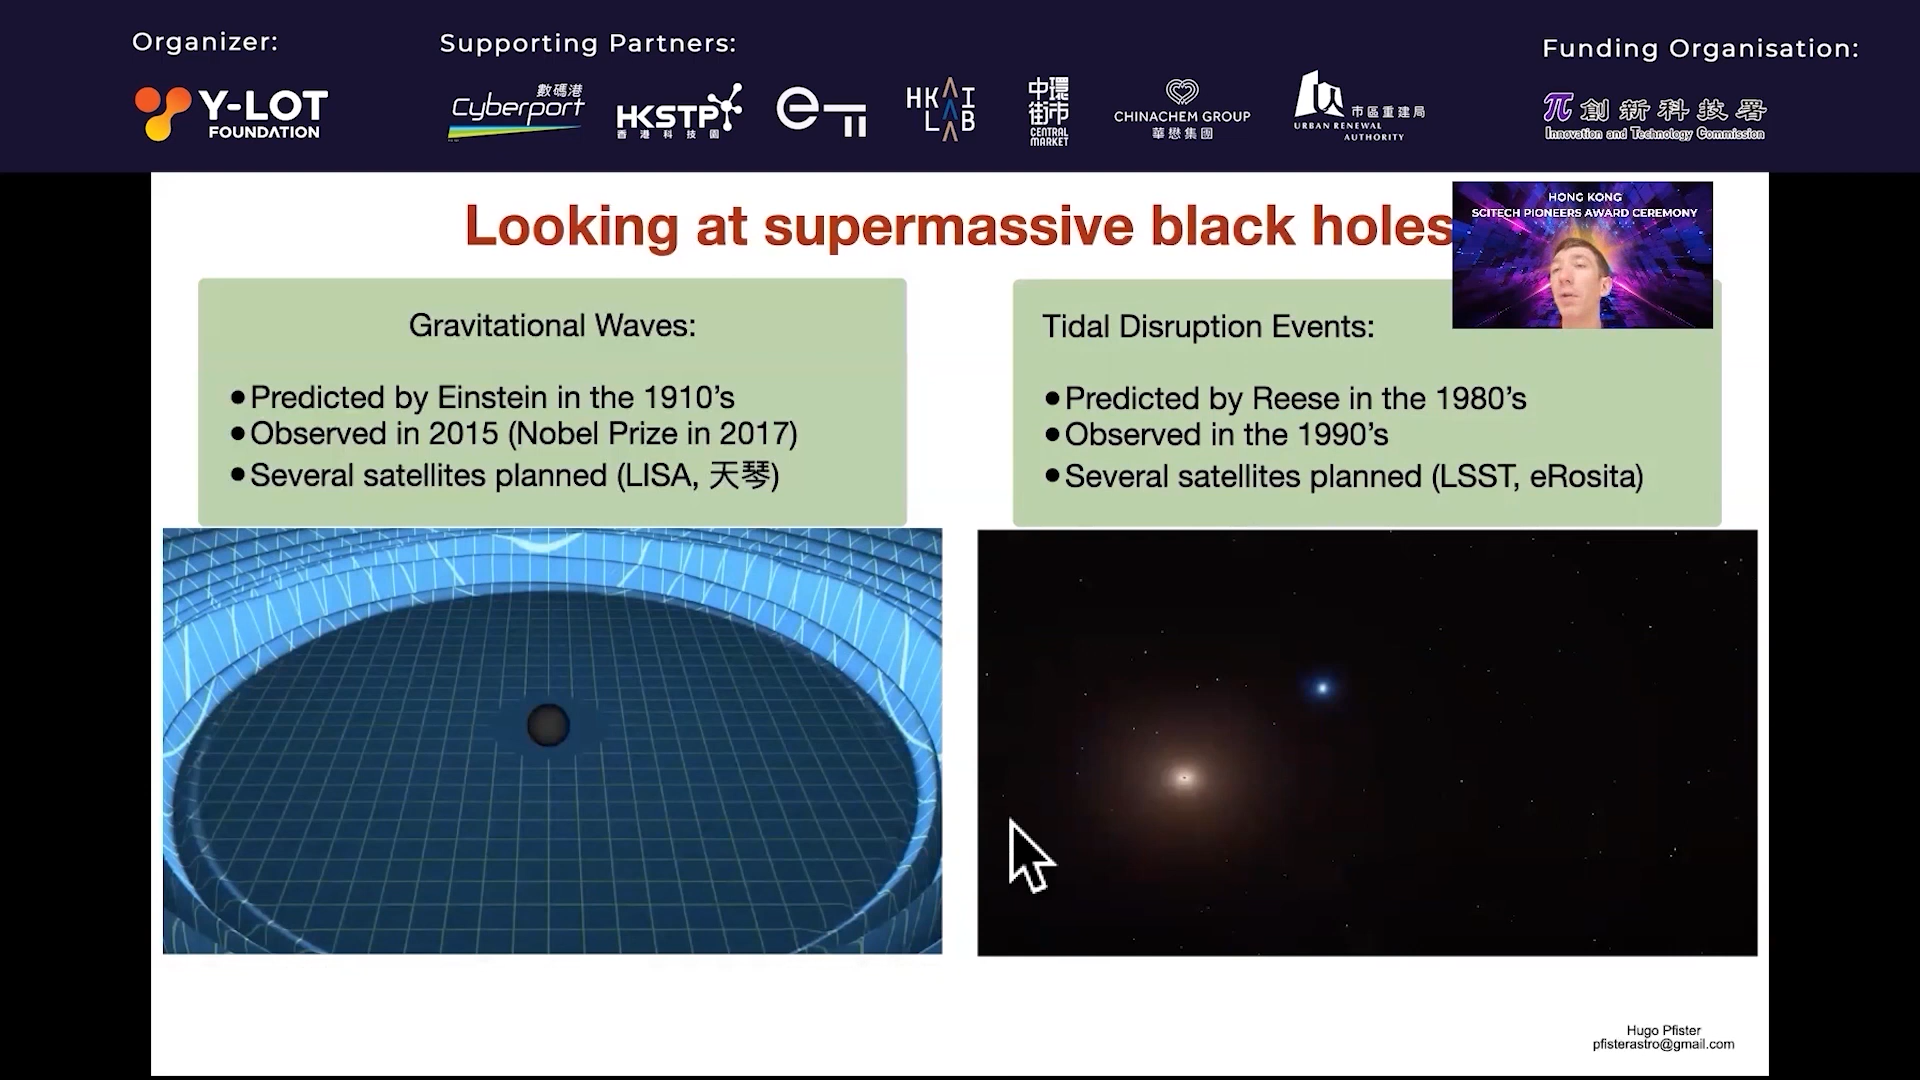 Organizer:
Supporting Partners:
Funding Organisation:
Y-LOT
FOUNDATION
數碼港
Cyberport
HKSTP
香港科技園
HK AI
LAB
中環
街市
CENTRAL
MARKET
CHINACHEM GROUP
華懋集團
市區重建局
URBAN RENEWAL
AUTHORITY
創新科技署
Innovation and Technology Commission
Looking at supermassive black holes
HONG KONG
SCITECH PIONEERS AWARD CEREMONY
Gravitational Waves:
●Predicted by Einstein in the 1910’s
●Observed in 2015 (Nobel Prize in 2017)
●Several satellites planned (LISA, 天琴)
Tidal Disruption Events:
●Predicted by Reese in the 1980’s
●Observed in the 1990’s
●Several satellites planned (LSST, eRosita)
Hugo Pfister
pfisterastro@gmail.com